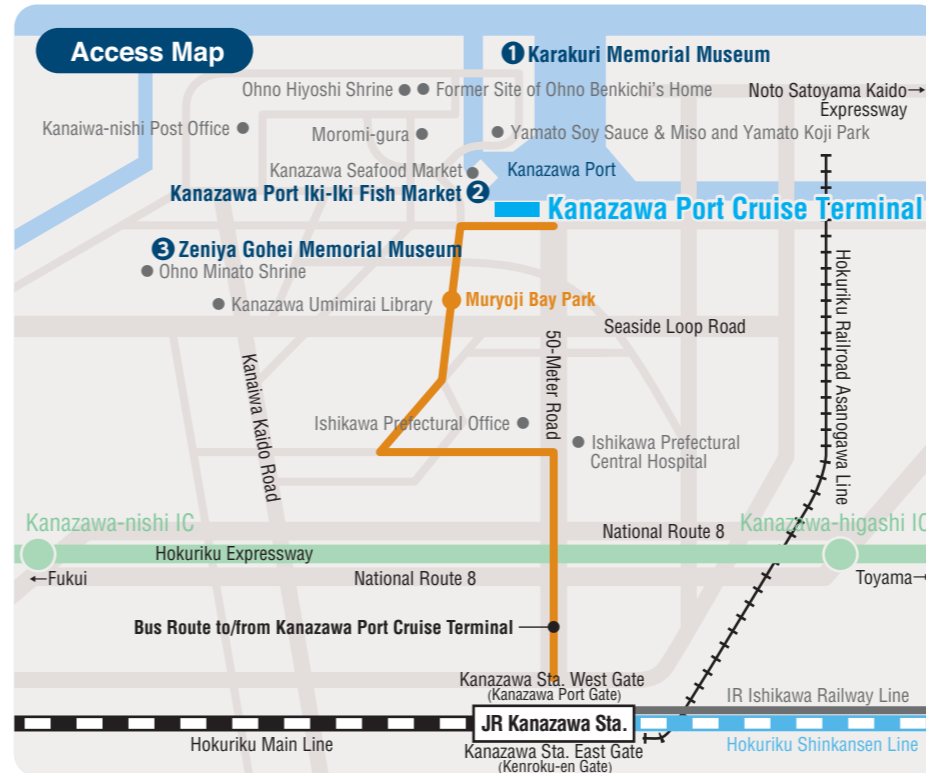 Access Map
❶ Karakuri Memorial Museum
Ohno Hiyoshi Shrine
Former Site of Ohno Benkichi's Home
Noto Satoyama Kaido→
Expressway
Kanaiwa-nishi Post Office
Moromi-gura
Yamato Soy Sauce & Miso and Yamato Koji Park
Kanazawa Seafood Market
Kanazawa Port
Kanazawa Port Iki-Iki Fish Market ❷
Kanazawa Port Cruise Terminal
❸ Zeniya Gohei Memorial Museum
Ohno Minato Shrine
Kanazawa Umimirai Library
Muryoji Bay Park
Seaside Loop Road
50-Meter Road
Hokuriku Railroad Asanogawa Line
Kanaiwa Kaido Road
Ishikawa Prefectural Office
Ishikawa Prefectural
Central Hospital
Kanazawa-nishi IC
National Route 8
Kanazawa-higashi IC
Hokuriku Expressway
←Fukui
National Route 8
Toyama→
Bus Route to/from Kanazawa Port Cruise Terminal
Kanazawa Sta. West Gate
(Kanazawa Port Gate)
IR Ishikawa Railway Line
JR Kanazawa Sta.
Hokuriku Main Line
Kanazawa Sta. East Gate
(Kenroku-en Gate)
Hokuriku Shinkansen Line